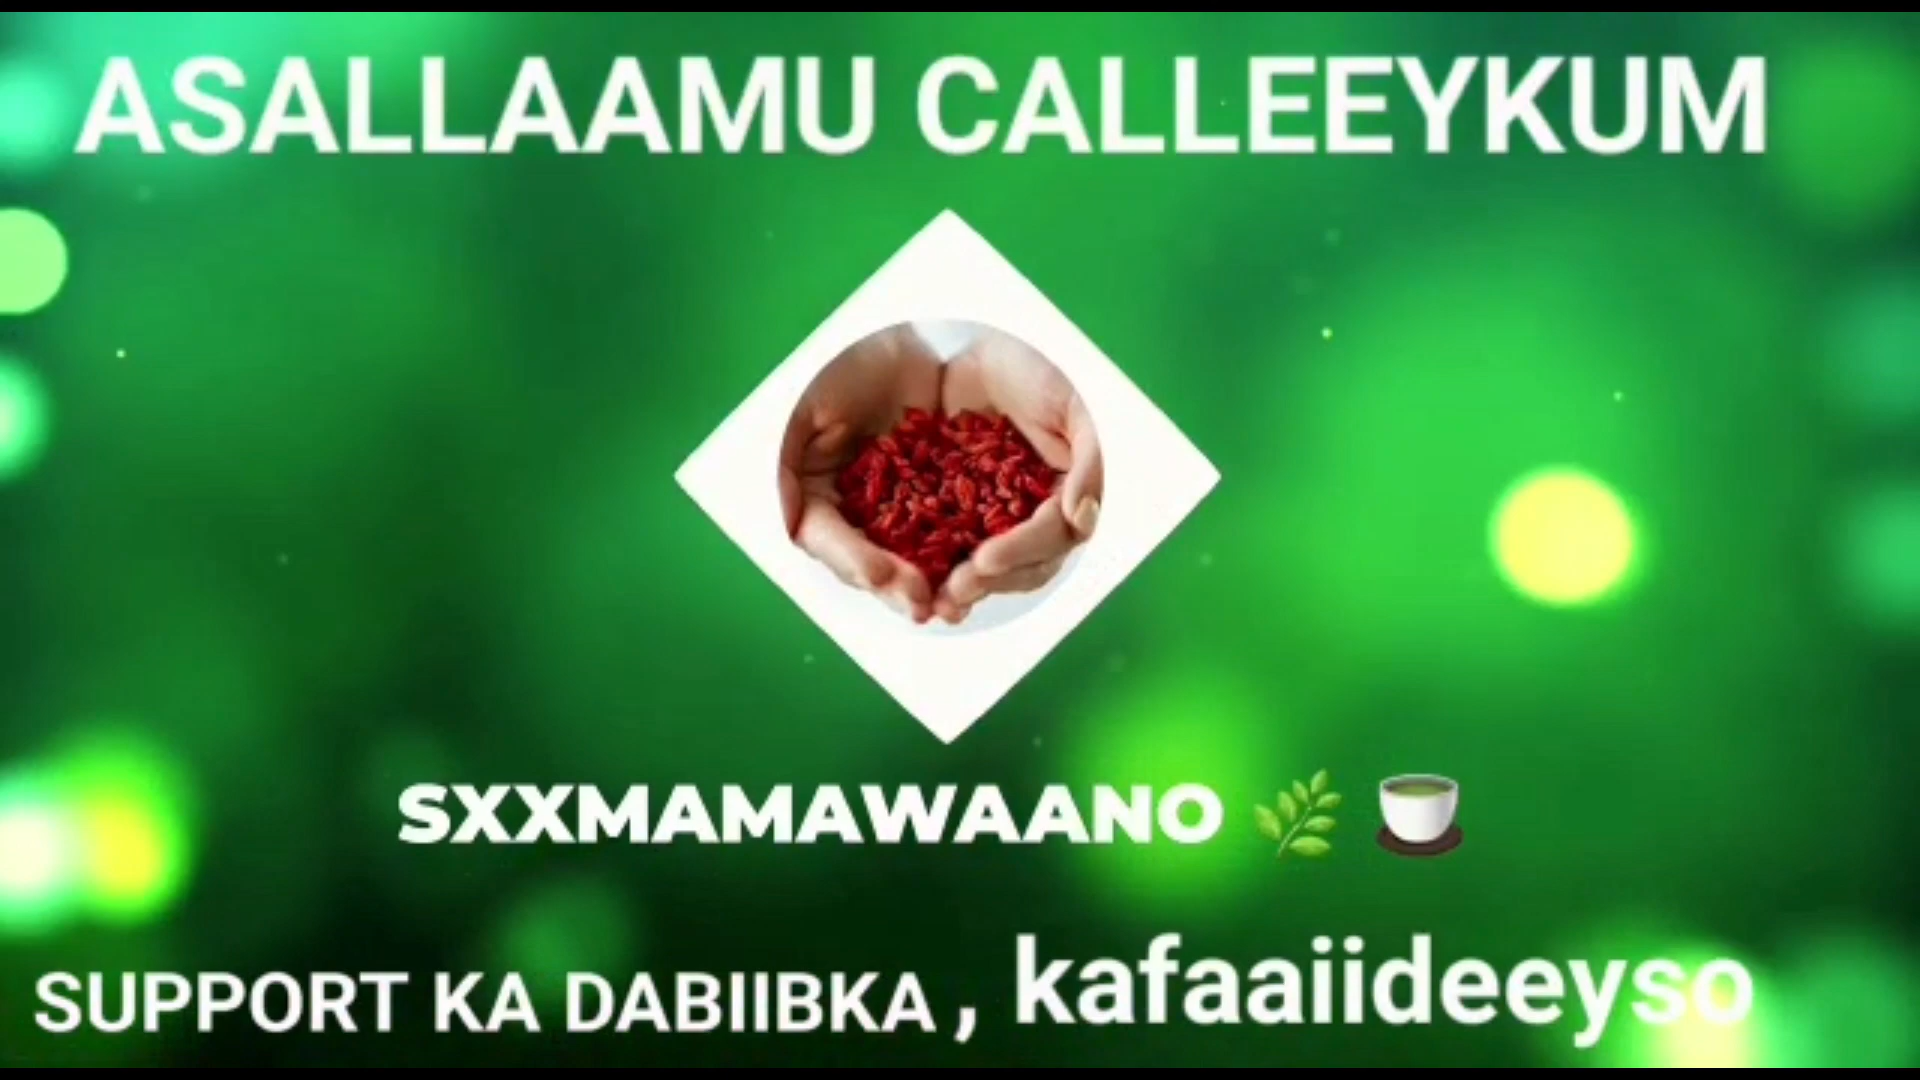 ASALLAAMU CALLEEYKUM
SXXMAMAWAANO 🌿 🍵
SUPPORT KA DABIIBKA , kafaaiideeyso